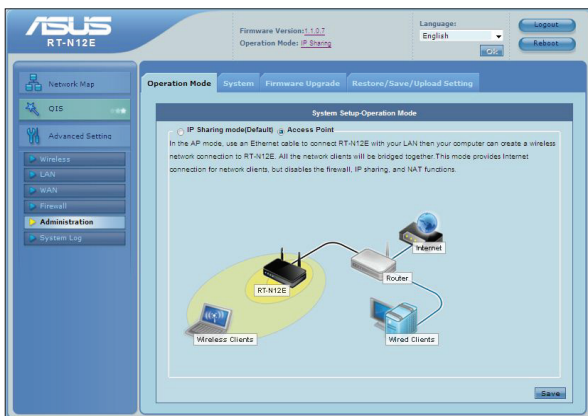 ASUS
RT-N12E
Firmware Version:1.1.0.7
Operation Mode: IP Sharing
Language:
English
OK
Logout
Reboot
Network Map
QIS
Advanced Setting
Wireless
LAN
WAN
Firewall
Administration
System Log
Operation Mode
System
Firmware Upgrade
Restore/Save/Upload Setting
System Setup-Operation Mode
IP Sharing mode(Default) Access Point
In the AP mode, use an Ethernet cable to connect RT-N12E with your LAN then your computer can create a wireless
network connection to RT-N12E. All the network clients will be bridged together. This mode provides Internet
connection for network clients, but disables the firewall, IP sharing, and NAT functions.
Internet
Router
RT-N12E
Wireless Clients
Wired Clients
Save